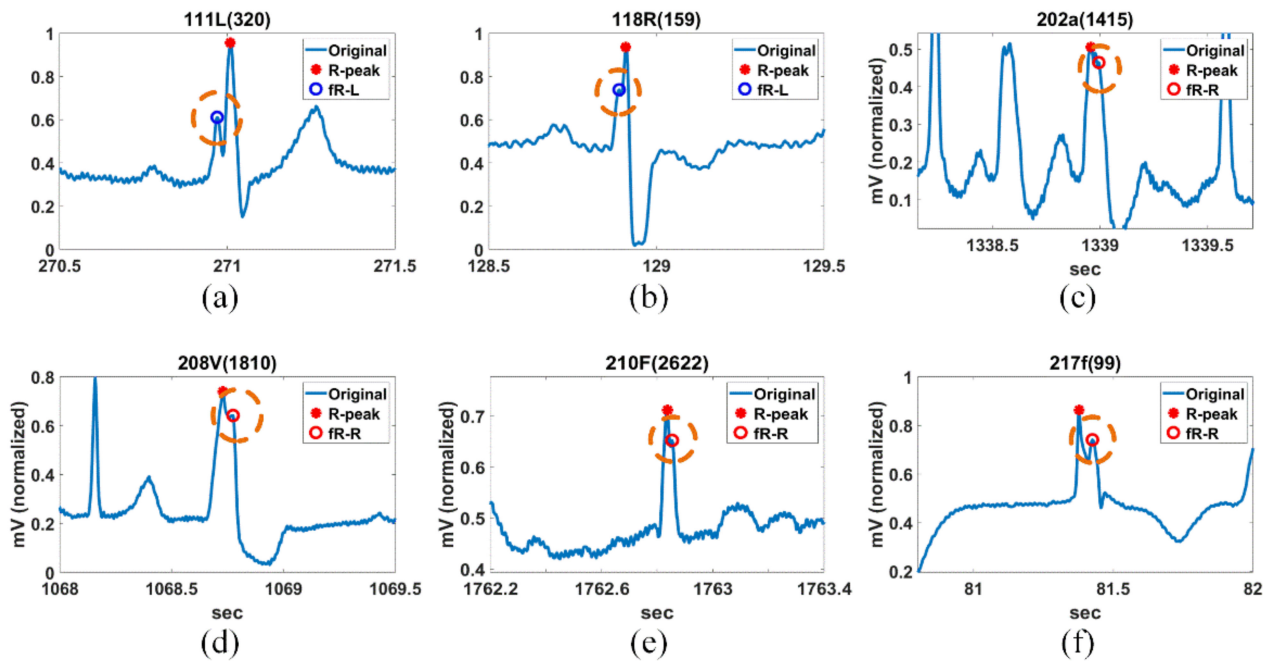 111L(320)
1
0.8
0.6
0.4
0.2
0
Original
R-peak
fR-L
270.5 271 271.5
(a)
118R(159)
1
0.8
0.6
0.4
0.2
0
Original
R-peak
fR-L
128.5 129 129.5
(b)
202a(1415)
mV (normalized)
0.5
0.4
0.3
0.2
0.1
Original
R-peak
fR-R
1338.5 1339 1339.5
sec
(c)
208V(1810)
mV (normalized)
0.8
0.6
0.4
0.2
0
Original
R-peak
fR-R
1068 1068.5 1069 1069.5
sec
(d)
210F(2622)
0.7
0.6
0.5
0.4
Original
R-peak
fR-R
1762.2 1762.6 1763 1763.4
sec
(e)
217f(99)
mV (normalized)
1
0.8
0.6
0.4
0.2
Original
R-peak
fR-R
81 81.5 82
sec
(f)